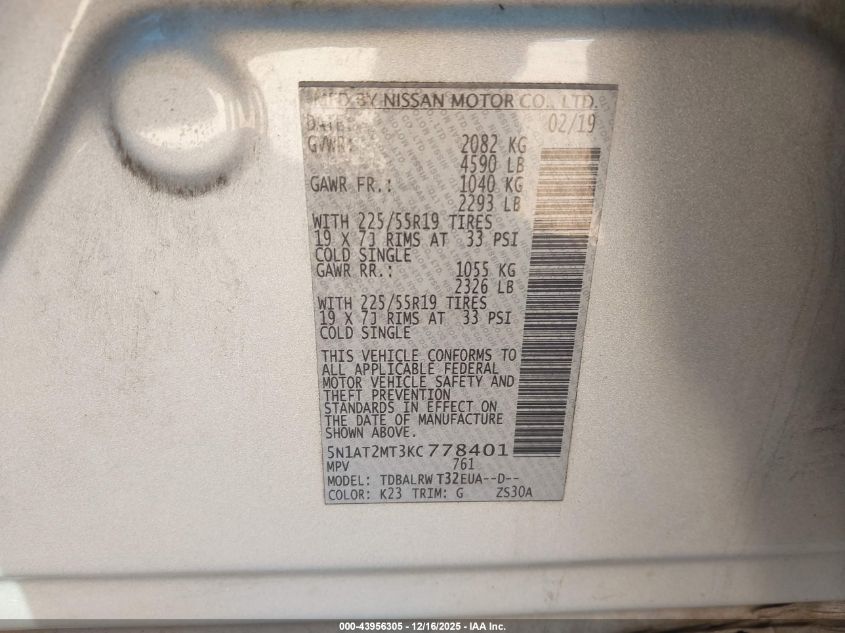 MFD BY NISSAN MOTOR CO., LTD.
DATE: 02/19
GVWR: 2082 KG
4590 LB
GAWR FR.: 1040 KG
2293 LB
WITH 225/55R19 TIRES
19 X 7J RIMS AT 33 PSI
COLD SINGLE
GAWR RR.: 1055 KG
2326 LB
WITH 225/55R19 TIRES
19 X 7J RIMS AT 33 PSI
COLD SINGLE
THIS VEHICLE CONFORMS TO
ALL APPLICABLE FEDERAL
MOTOR VEHICLE SAFETY AND
THEFT PREVENTION
STANDARDS IN EFFECT ON
THE DATE OF MANUFACTURE
SHOWN ABOVE.
5N1AT2MT3KC778401
MPV 761
MODEL: TDBALRW T32EUA--D--
COLOR: K23 TRIM: G ZS30A
000-43956305 - 12/16/2025 - IAA Inc.